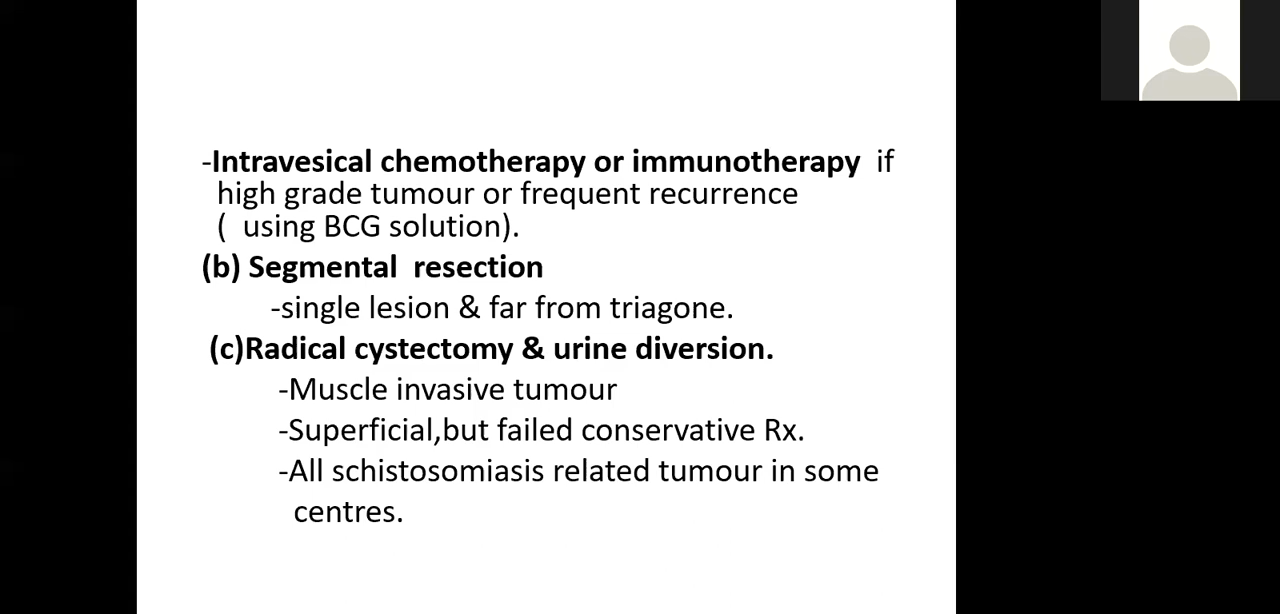 -Intravesical chemotherapy or immunotherapy if
high grade tumour or frequent recurrence
( using BCG solution).
(b) Segmental resection
-single lesion & far from triagone.
(c)Radical cystectomy & urine diversion.
-Muscle invasive tumour
-Superficial,but failed conservative Rx.
-All schistosomiasis related tumour in some
centres.